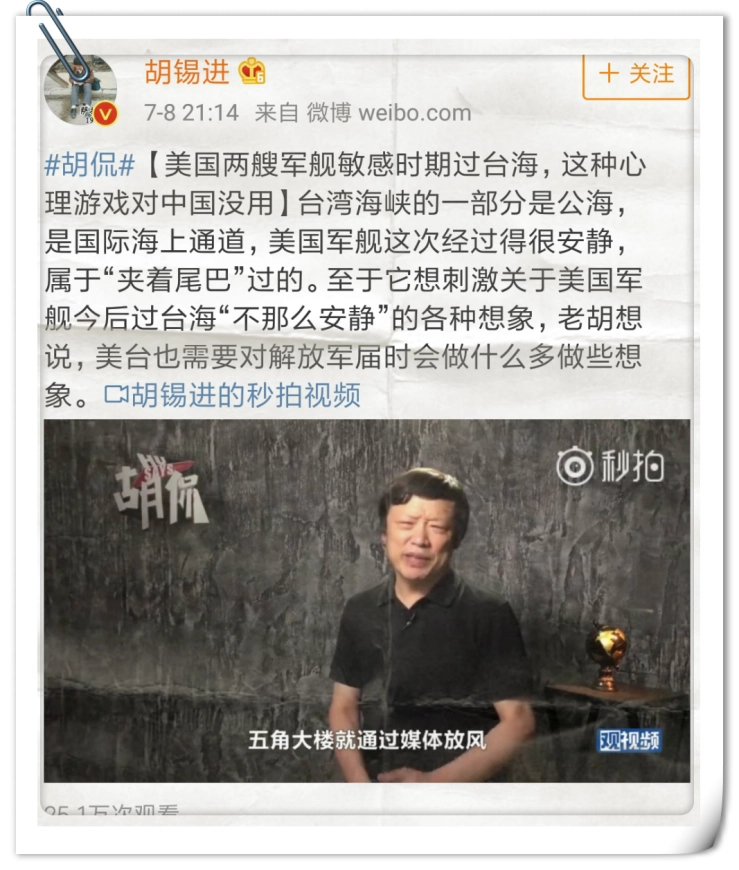 胡锡进
+ 关注
7-8 21:14 来自 微博 weibo.com
#胡侃#【美国两艘军舰敏感时期过台海，这种心
理游戏对中国没用】台湾海峡的一部分是公海，
是国际海上通道，美国军舰这次经过得很安静，
属于“夹着尾巴”过的。至于它想刺激关于美国军
舰今后过台海“不那么安静”的各种想象，老胡想
说，美台也需要对解放军届时会做什么多做些想
象。胡锡进的秒拍视频
胡侃
秒拍
五角大楼就通过媒体放风
观视频
25.1万次观看